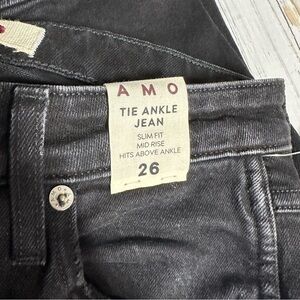 AMO
TIE ANKLE
JEAN
SLIM FIT
MID RISE
HITS ABOVE ANKLE
26